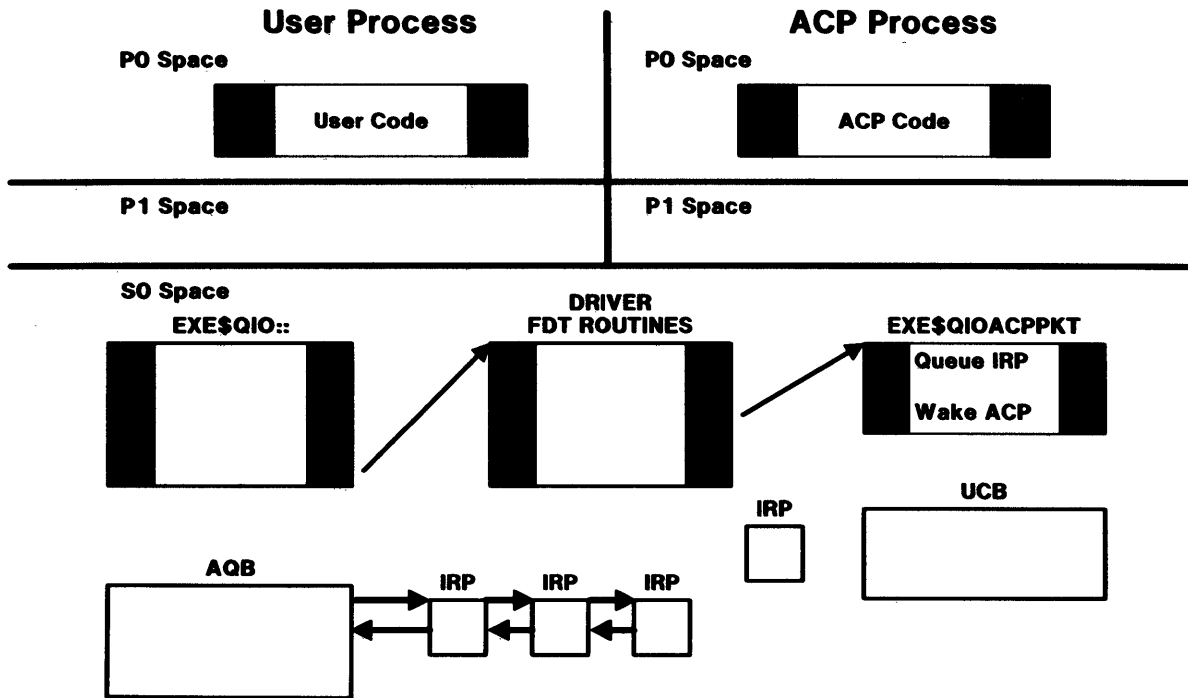 User Process
ACP Process
P0 Space
P0 Space
User Code
ACP Code
P1 Space
P1 Space
S0 Space
EXE$QIO::
DRIVER
FDT ROUTINES
EXE$QIOACPPKT
Queue IRP
Wake ACP
IRP
UCB
AQB
IRP
IRP
IRP